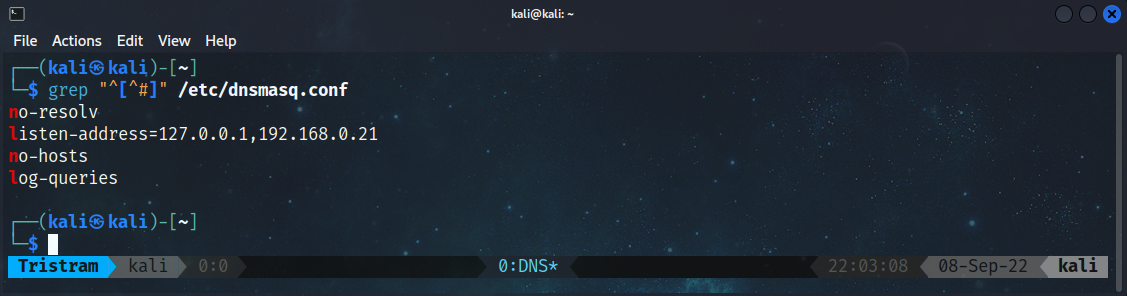 kali@kali: ~
File Actions Edit View Help
┌──(kali㉿kali)-[~]
└─$ grep "^[^#]" /etc/dnsmasq.conf
no-resolv
listen-address=127.0.0.1,192.168.0.21
no-hosts
log-queries
┌──(kali㉿kali)-[~]
└─$
Tristram kali 0:0 0:DNS* 22:03:08 08-Sep-22 kali